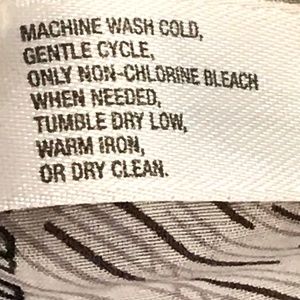 MACHINE WASH COLD,
GENTLE CYCLE,
ONLY NON-CHLORINE BLEACH
WHEN NEEDED,
TUMBLE DRY LOW,
WARM IRON,
OR DRY CLEAN.